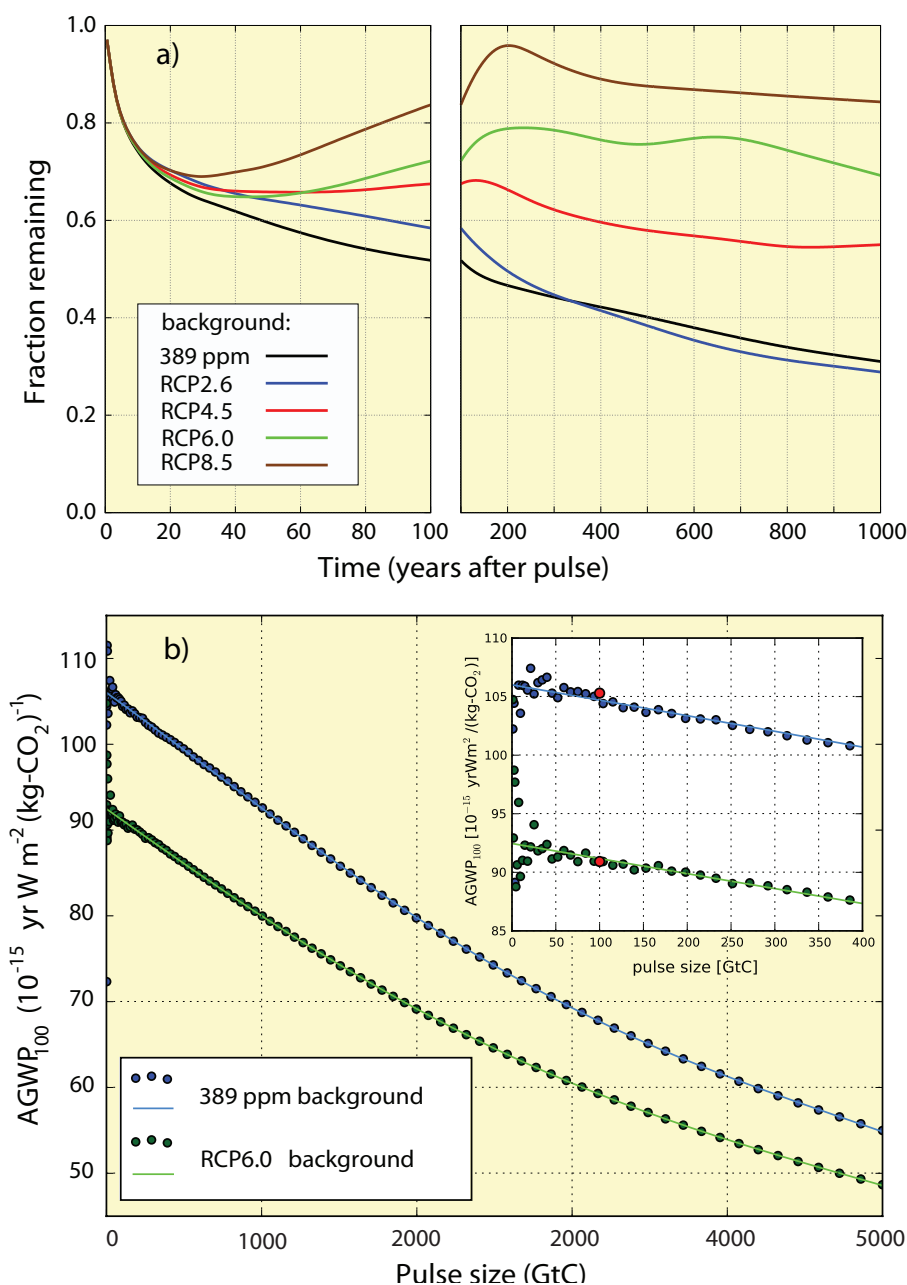 a)
1.0
0.8
0.6
0.4
0.2
0.0
Fraction remaining
background:
389 ppm
RCP2.6
RCP4.5
RCP6.0
RCP8.5
0 20 40 60 80 100
200 400 600 800 1000
Time (years after pulse)
b)
110
100
90
80
70
60
50
AGWP100 (10⁻¹⁵ yr W m⁻² (kg-CO₂)⁻¹)
110
105
100
95
90
85
AGWP100 [10⁻¹⁵ yrWm² /(kg-CO₂)]
0 50 100 150 200 250 300 350 400
pulse size [GtC]
389 ppm background
RCP6.0 background
0 1000 2000 2000 4000 5000
Pulse size (GtC)